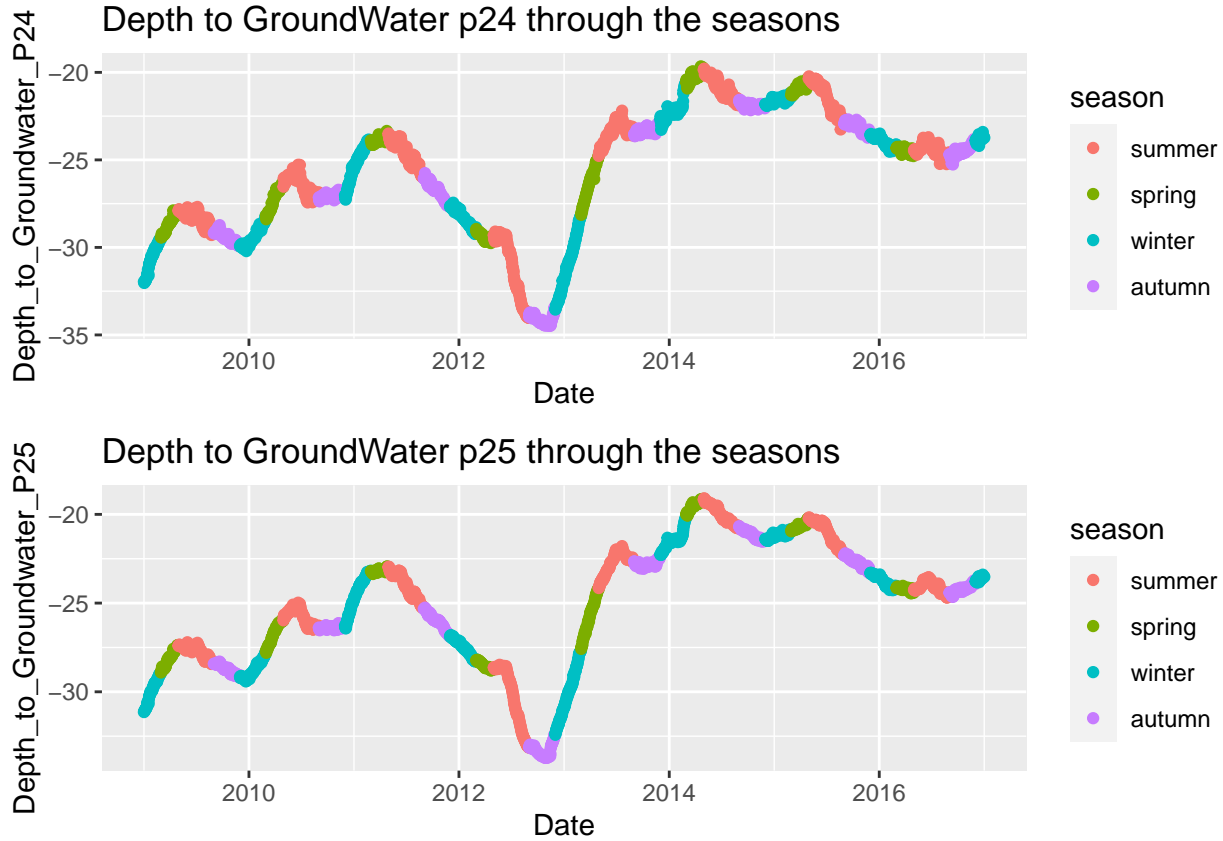 Depth to GroundWater p24 through the seasons
Depth_to_Groundwater_P24
−20
−25
−30
−35
2010
2012
2014
2016
Date
season
summer
spring
winter
autumn
Depth to GroundWater p25 through the seasons
Depth_to_Groundwater_P25
−20
−25
−30
2010
2012
2014
2016
Date
season
summer
spring
winter
autumn